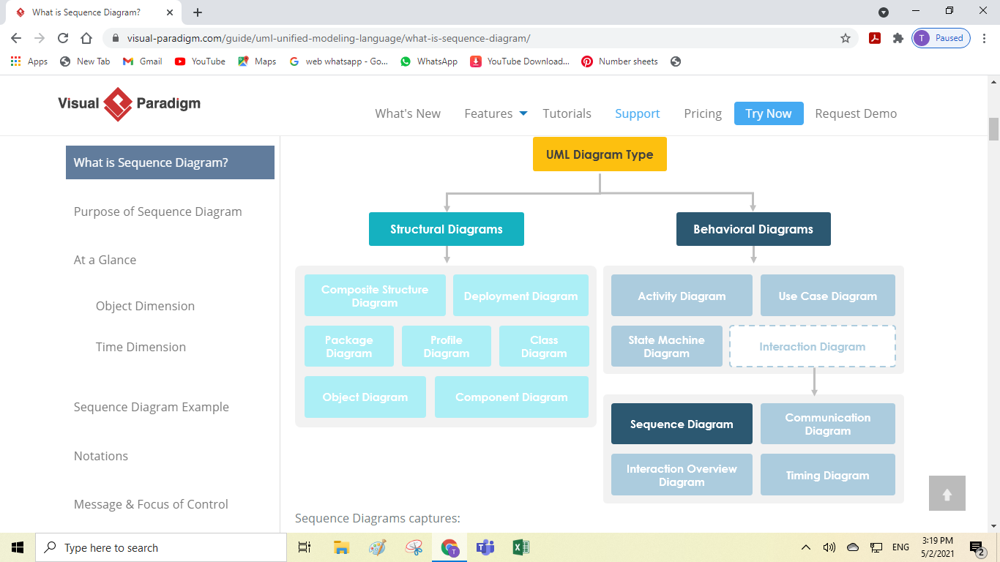 What is Sequence Diagram?
visual-paradigm.com/guide/uml-unified-modeling-language/what-is-sequence-diagram/
T
Paused
Apps
New Tab
Gmail
YouTube
Maps
web whatsapp - Go...
WhatsApp
YouTube Download...
Number sheets
Visual Paradigm
What's New
Features
Tutorials
Support
Pricing
Try Now
Request Demo
What is Sequence Diagram?
Purpose of Sequence Diagram
At a Glance
Object Dimension
Time Dimension
Sequence Diagram Example
Notations
Message & Focus of Control
UML Diagram Type
Structural Diagrams
Behavioral Diagrams
Composite Structure
Diagram
Deployment Diagram
Package
Diagram
Profile
Diagram
Class
Diagram
Object Diagram
Component Diagram
Activity Diagram
Use Case Diagram
State Machine
Diagram
Interaction Diagram
Sequence Diagram
Communication
Diagram
Interaction Overview
Diagram
Timing Diagram
Sequence Diagrams captures:
Type here to search
T
ENG
3:19 PM
5/2/2021
2